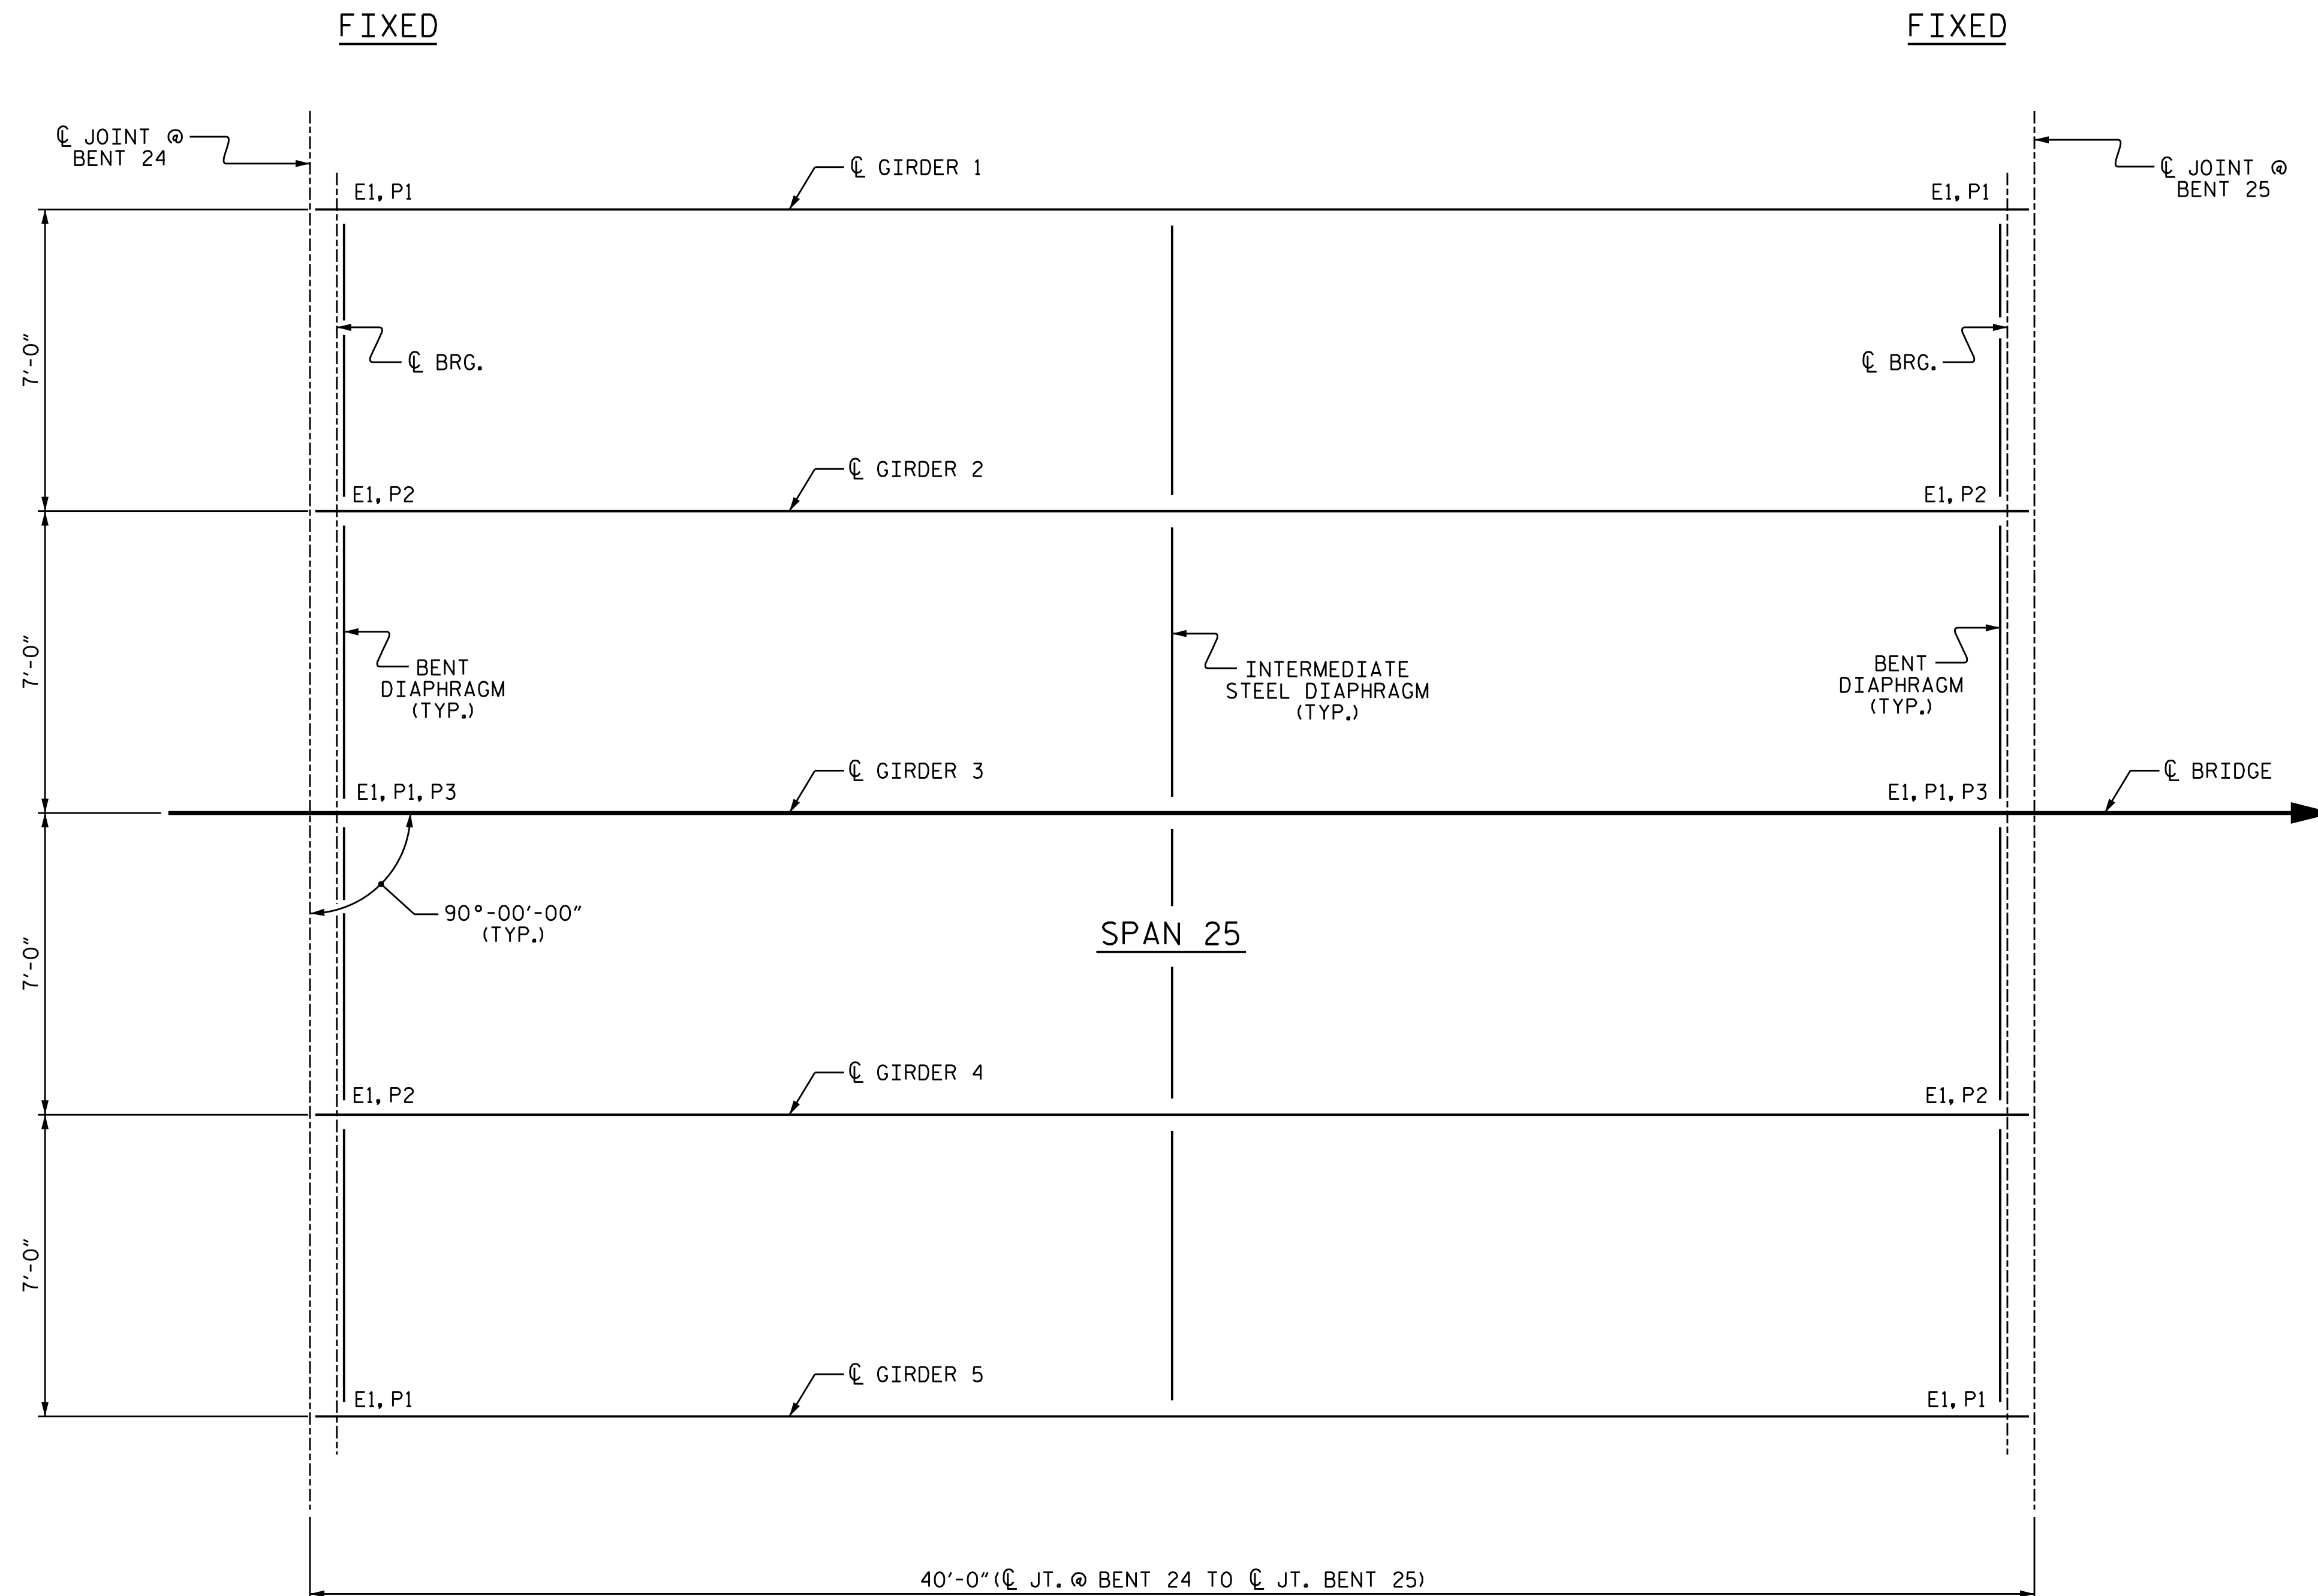 FIXED
FIXED
℄ JOINT @
BENT 24
℄ JOINT @
BENT 25
℄ GIRDER 1
E1, P1
E1, P1
7'-0"
℄ BRG.
℄ BRG.
℄ GIRDER 2
E1, P2
E1, P2
7'-0"
BENT
DIAPHRAGM
(TYP.)
INTERMEDIATE
STEEL DIAPHRAGM
(TYP.)
BENT
DIAPHRAGM
(TYP.)
℄ GIRDER 3
℄ BRIDGE
E1, P1, P3
E1, P1, P3
90°-00'-00"
(TYP.)
SPAN 25
7'-0"
℄ GIRDER 4
E1, P2
E1, P2
7'-0"
℄ GIRDER 5
E1, P1
E1, P1
40'-0" (℄ JT. @ BENT 24 TO ℄ JT. BENT 25)